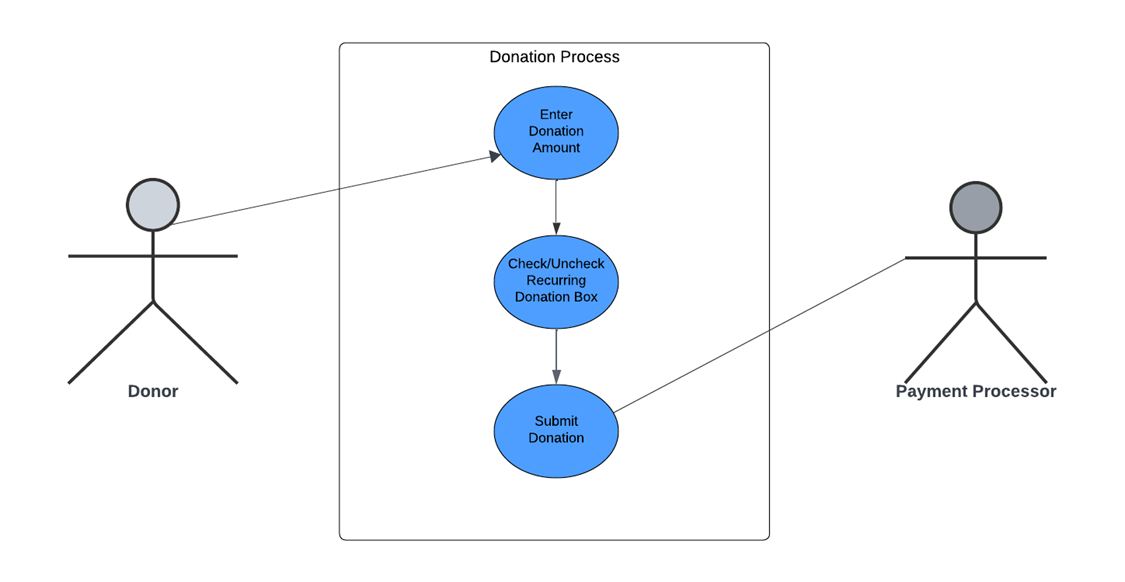 Donation Process
Enter
Donation
Amount
Check/Uncheck
Recurring
Donation Box
Donor
Payment Processor
Submit
Donation